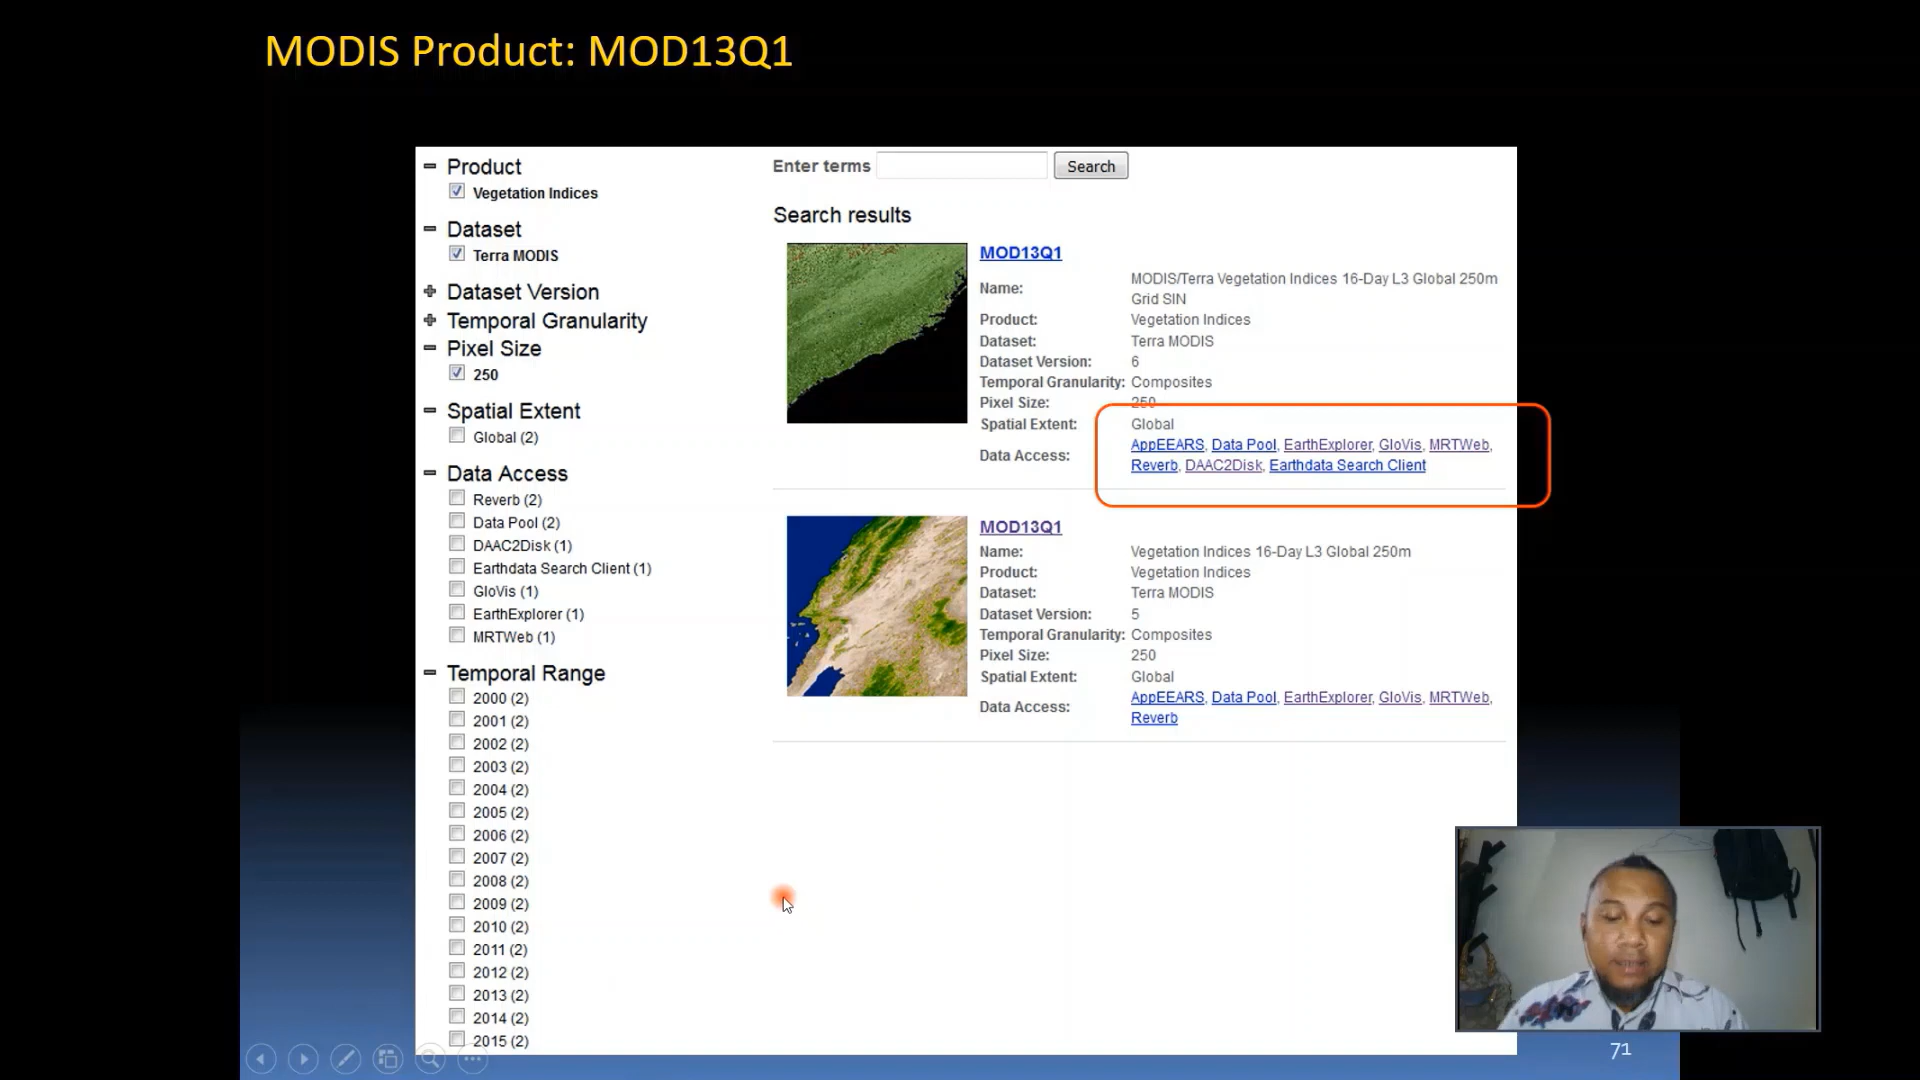 MODIS Product: MOD13Q1
Product
Vegetation Indices
Dataset
Terra MODIS
Dataset Version
Temporal Granularity
Pixel Size
250
Spatial Extent
Global (2)
Data Access
Reverb (2)
Data Pool (2)
DAAC2Disk (1)
Earthdata Search Client (1)
GloVis (1)
EarthExplorer (1)
MRTWeb (1)
Temporal Range
2000 (2)
2001 (2)
2002 (2)
2003 (2)
2004 (2)
2005 (2)
2006 (2)
2007 (2)
2008 (2)
2009 (2)
2010 (2)
2011 (2)
2012 (2)
2013 (2)
2014 (2)
2015 (2)
Enter terms Search
Search results
MOD13Q1
Name: MODIS/Terra Vegetation Indices 16-Day L3 Global 250m
Grid SIN
Product: Vegetation Indices
Dataset: Terra MODIS
Dataset Version: 6
Temporal Granularity: Composites
Pixel Size: 250
Spatial Extent: Global
Data Access: AppEEARS, Data Pool, EarthExplorer, GloVis, MRTWeb,
Reverb, DAAC2Disk, Earthdata Search Client
MOD13Q1
Name: Vegetation Indices 16-Day L3 Global 250m
Product: Vegetation Indices
Dataset: Terra MODIS
Dataset Version: 5
Temporal Granularity: Composites
Pixel Size: 250
Spatial Extent: Global
Data Access: AppEEARS, Data Pool, EarthExplorer, GloVis, MRTWeb,
Reverb
71